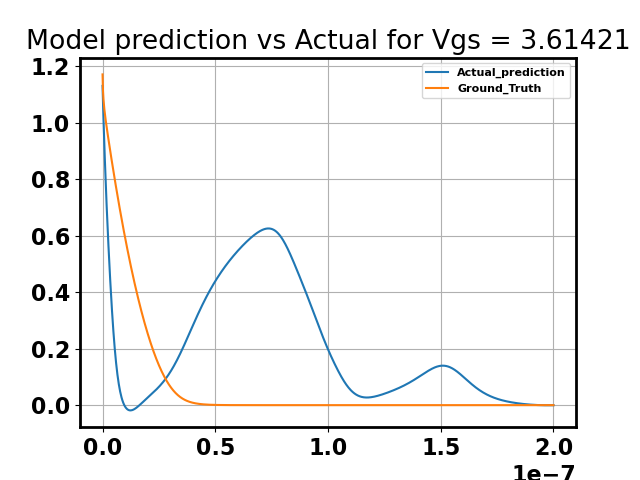 Model prediction vs Actual for Vgs = 3.61421
Actual_prediction
Ground_Truth
1.2
1.0
0.8
0.6
0.4
0.2
0.0
0.0 0.5 1.0 1.5 2.0
1e−7